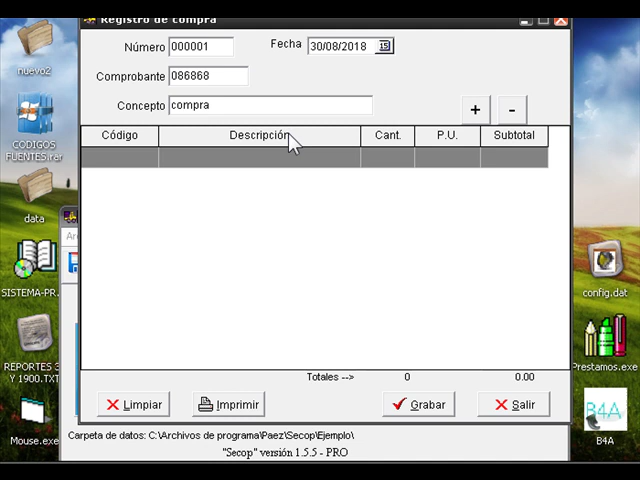 Registro de compra
Número 000001
Fecha 30/08/2018 15
Comprobante 086868
Concepto compra
+ -
Código Descripción Cant. P.U. Subtotal
Totales --> 0 0.00
Limpiar Imprimir Grabar Salir
Carpeta de datos: C:\Archivos de programa\Paez\Secop\Ejemplo\
"Secop" versión 1.5.5 - PRO
nuevo2
CODIGOS
FUENTES.rar
data
SISTEMA-PR.
REPORTES 3
Y 1900.TXT
Mouse.exe
config.dat
Prestamos.exe
B4A
B4A